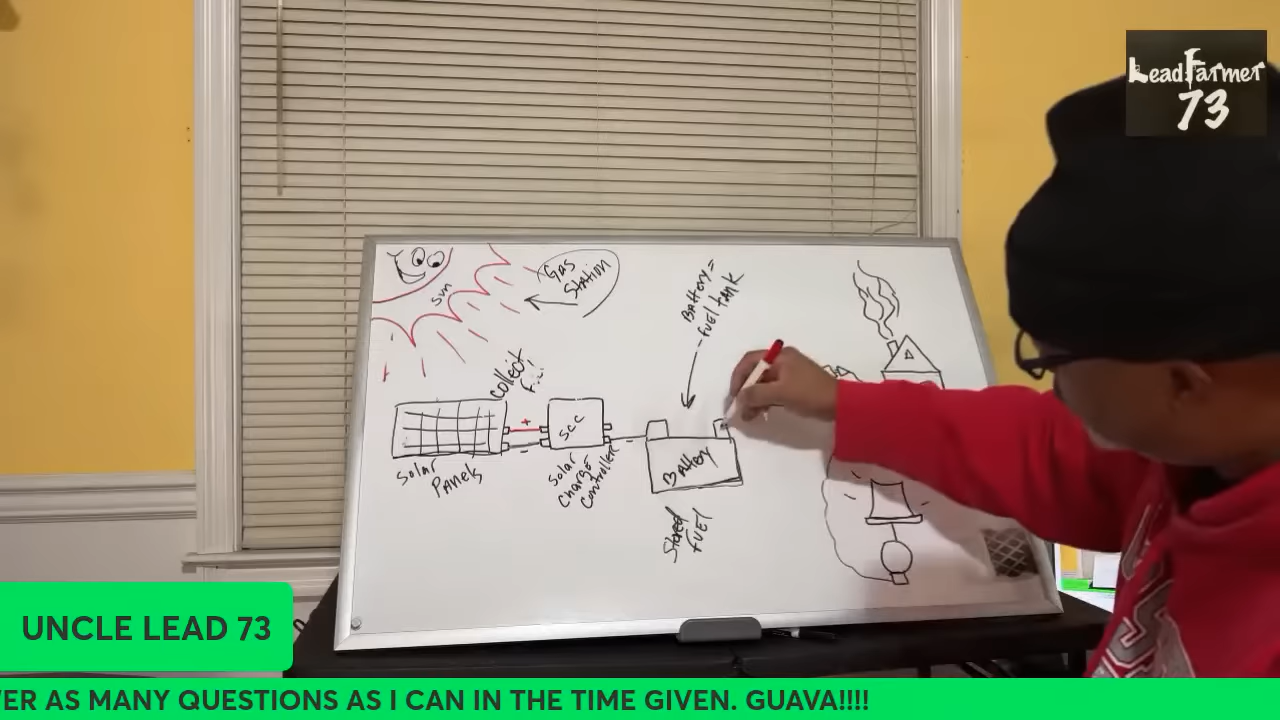 LeadFarmer
73
Gas
Station
Sun
Battery =
Fuel Tank
collect
+
-
SCC
-
Solar
Panels
Solar
Charge
Controller
Battery
Stored
Fuel
UNCLE LEAD 73
ER AS MANY QUESTIONS AS I CAN IN THE TIME GIVEN. GUAVA!!!!